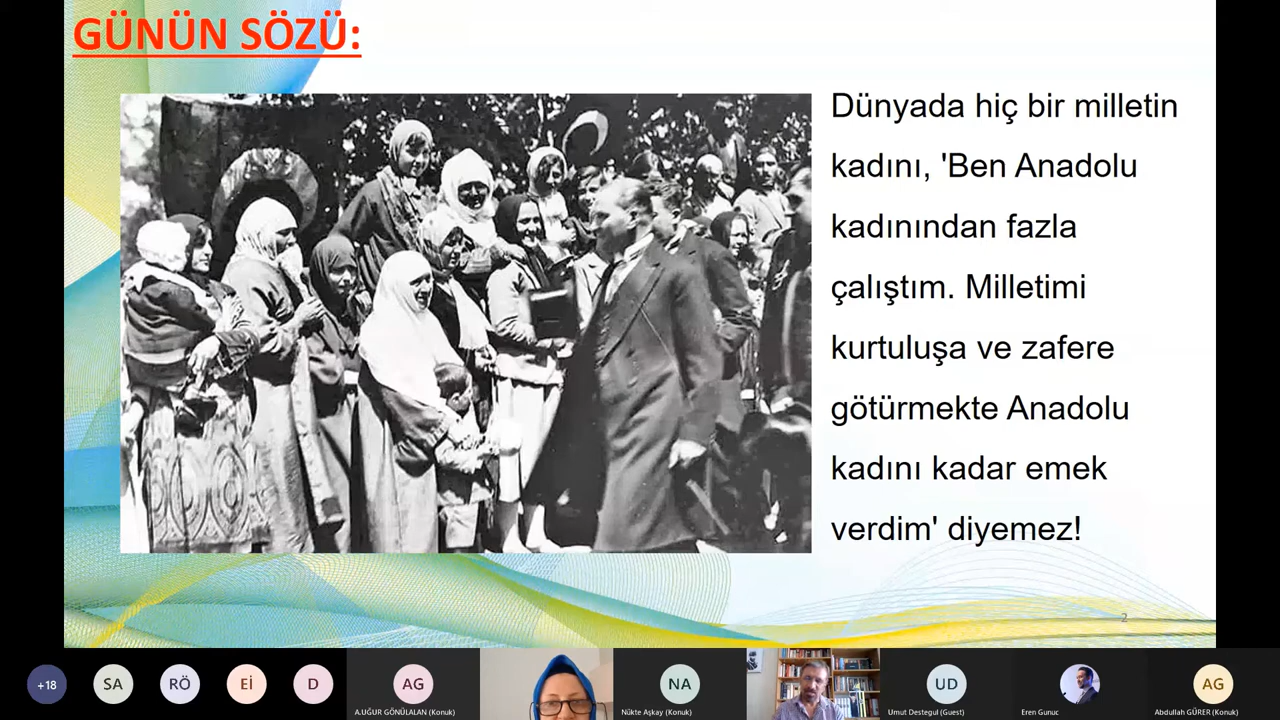 GÜNÜN SÖZÜ:
Dünyada hiç bir milletin
kadını, 'Ben Anadolu
kadınından fazla
çalıştım. Milletimi
kurtuluşa ve zafere
götürmekte Anadolu
kadını kadar emek
verdim' diyemez!
2
+18
SA
RÖ
Eİ
D
AG
A.UĞUR GÖNÜLALAN (Konuk)
NA
Nükte Aşkay (Konuk)
UD
Umut Destegul (Guest)
Eren Gunuc
AG
Abdullah GÜRER (Konuk)